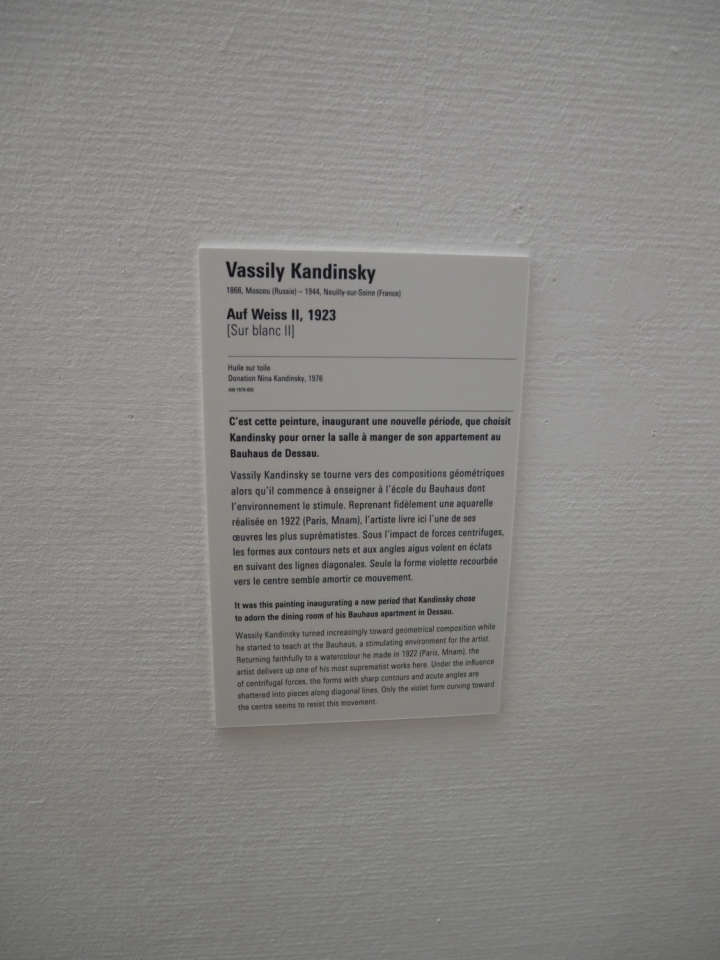 Vassily Kandinsky
1866, Moscou (Russie) – 1944, Neuilly-sur-Seine (France)
Auf Weiss II, 1923
[Sur blanc II]
Huile sur toile
Donation Nina Kandinsky, 1976
C'est cette peinture, inaugurant une nouvelle période, que choisit
Kandinsky pour orner la salle à manger de son appartement au
Bauhaus de Dessau.
Vassily Kandinsky se tourne vers des compositions géométriques
alors qu'il commence à enseigner à l'école du Bauhaus dont
l'environnement le stimule. Reprenant fidèlement une aquarelle
réalisée en 1922 (Paris, Mnam), l'artiste livre ici l'une de ses
œuvres les plus suprématistes. Sous l'impact de forces centrifuges,
les formes aux contours nets et aux angles aigus volent en éclats
en suivant des lignes diagonales. Seule la forme violette recourbée
vers le centre semble amortir ce mouvement.
It was this painting inaugurating a new period that Kandinsky chose
to adorn the dining room of his Bauhaus apartment in Dessau.
Wassily Kandinsky turned increasingly toward geometrical composition while
he started to teach at the Bauhaus, a stimulating environment for the artist.
Returning faithfully to a watercolour he made in 1922 (Paris, Mnam), the
artist delivers up one of his most suprematist works here. Under the influence
of centrifugal forces, the forms with sharp contours and acute angles are
shattered into pieces along diagonal lines. Only the violet form curving toward
the centre seems to resist this movement.